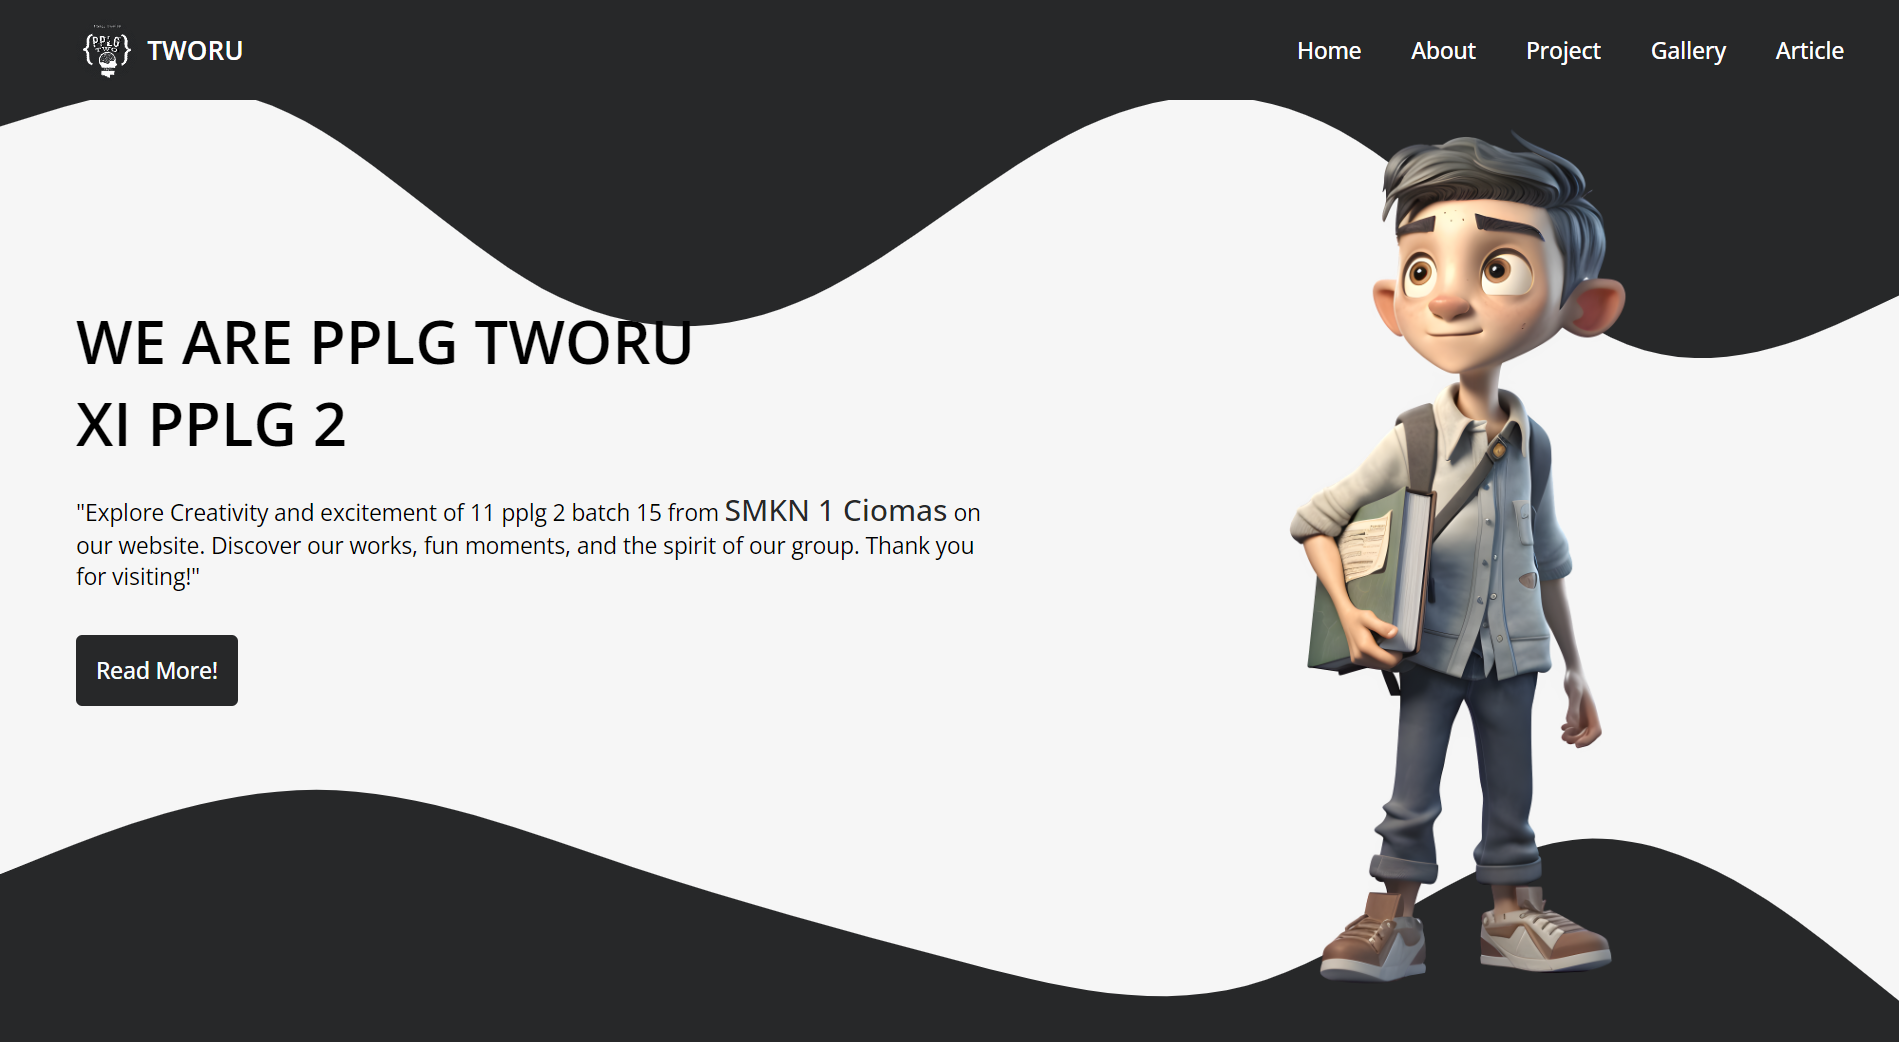 PPLG
TWO
TWORU
Home About Project Gallery Article
WE ARE PPLG TWORU
XI PPLG 2
"Explore Creativity and excitement of 11 pplg 2 batch 15 from SMKN 1 Ciomas on
our website. Discover our works, fun moments, and the spirit of our group. Thank you
for visiting!"
Read More!